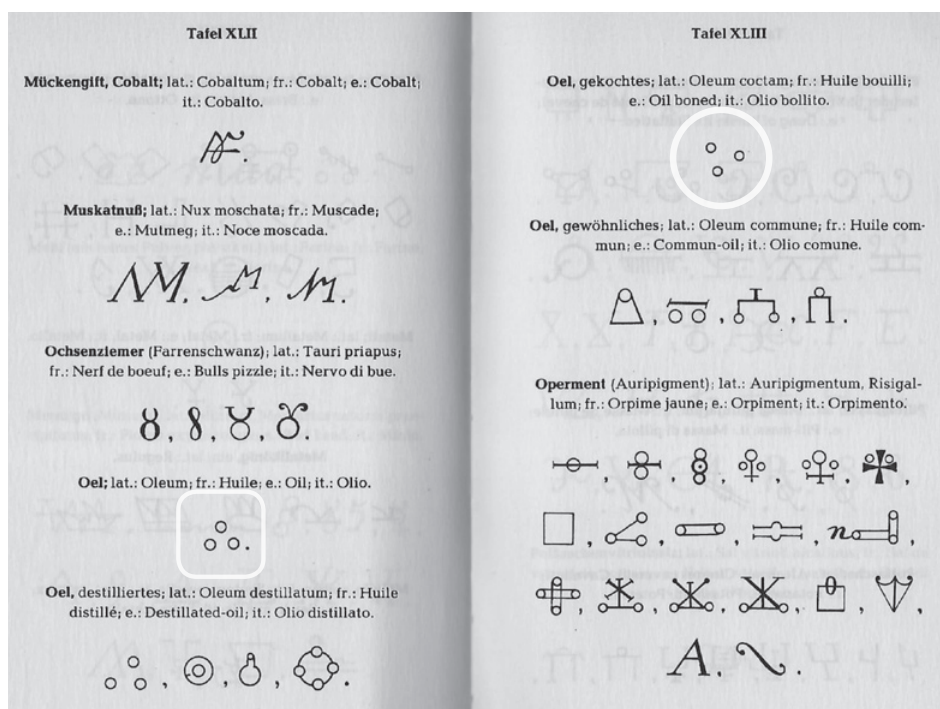 Tafel XLII
Mückengift, Cobalt; lat.: Cobaltum; fr.: Cobalt; e.: Cobalt;
it.: Cobalto.
Muskatnuß; lat.: Nux moschata; fr.: Muscade;
e.: Mutmeg; it.: Noce moscada.
Ochsenziemer (Farrenschwanz); lat.: Tauri priapus;
fr.: Nerf de boeuf; e.: Bulls pizzle; it.: Nervo di bue.
Oel; lat.: Oleum; fr.: Huile; e.: Oil; it.: Olio.
Oel, destilliertes; lat.: Oleum destillatum; fr.: Huile
distillé; e.: Destillated-oil; it.: Olio distillato.
Tafel XLIII
Oel, gekochtes; lat.: Oleum coctam; fr.: Huile bouilli;
e.: Oil boned; it.: Olio bollito.
Oel, gewöhnliches; lat.: Oleum commune; fr.: Huile com-
mun; e.: Commun-oil; it.: Olio comune.
Operment (Auripigment); lat.: Auripigmentum, Risigal-
lum; fr.: Orpime jaune; e.: Orpiment; it.: Orpimento.